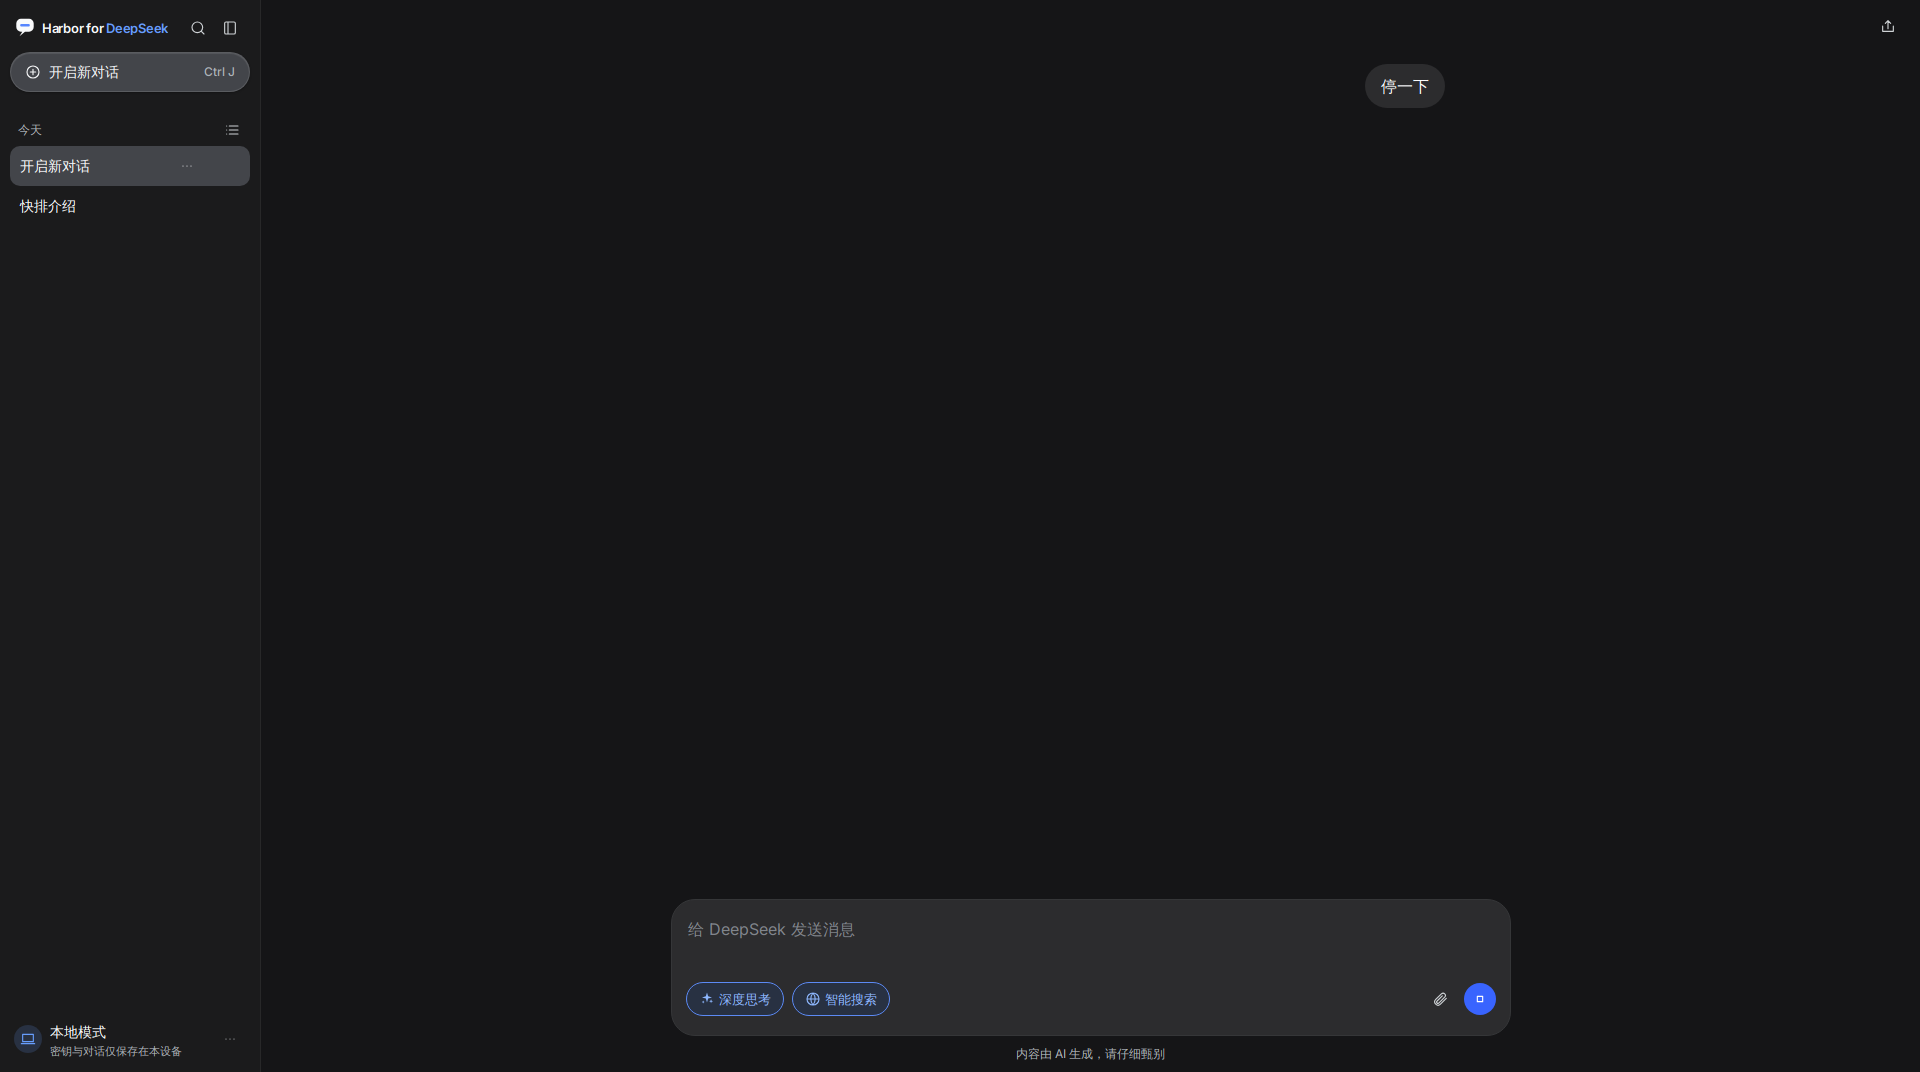 Harbor for DeepSeek
开启新对话 Ctrl J
今天
开启新对话
快排介绍
停一下
给 DeepSeek 发送消息
深度思考 智能搜索
本地模式
密钥与对话仅保存在本设备
内容由 AI 生成，请仔细甄别